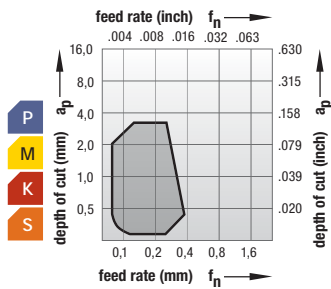 feed rate (inch) fn
.004 .008 .016 .032 .063
16,0 .630
8,0 .315
4,0 .158
2,0 .079
1,0 .039
0,5 .020
ap
depth of cut (mm)
ap
depth of cut (inch)
P
M
K
S
0,1 0,2 0,4 0,8 1,6
feed rate (mm) fn